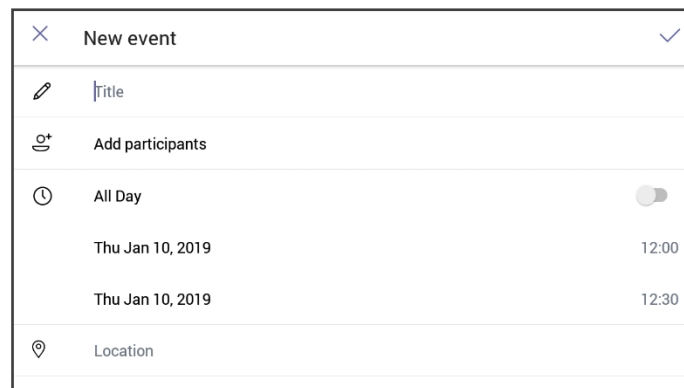 New event
Title
Add participants
All Day
Thu Jan 10, 2019 12:00
Thu Jan 10, 2019 12:30
Location